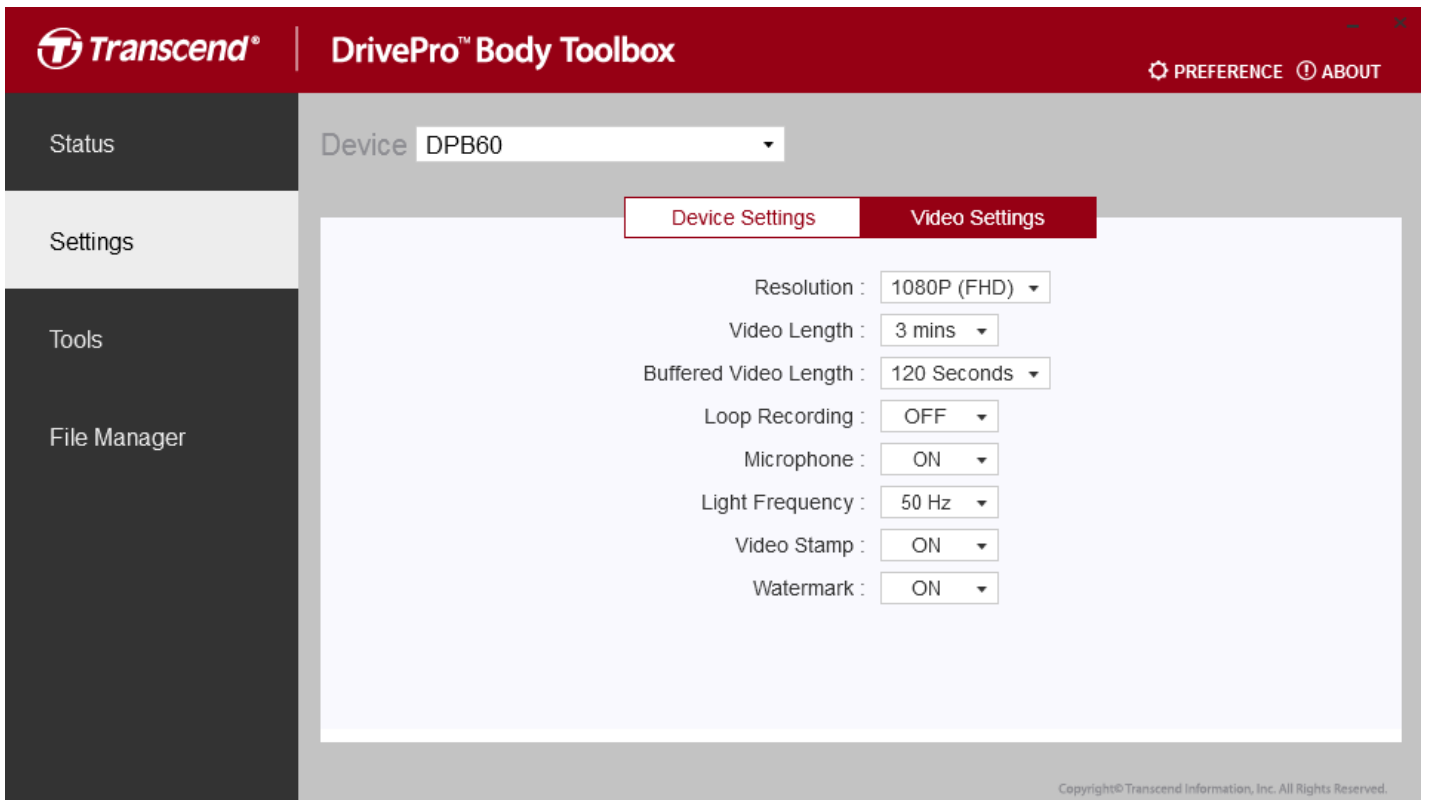 Transcend® DrivePro™ Body Toolbox
PREFERENCE ABOUT
Status
Settings
Tools
File Manager
Device DPB60
Device Settings Video Settings
Resolution : 1080P (FHD)
Video Length : 3 mins
Buffered Video Length : 120 Seconds
Loop Recording : OFF
Microphone : ON
Light Frequency : 50 Hz
Video Stamp : ON
Watermark : ON
Copyright© Transcend Information, Inc. All Rights Reserved.